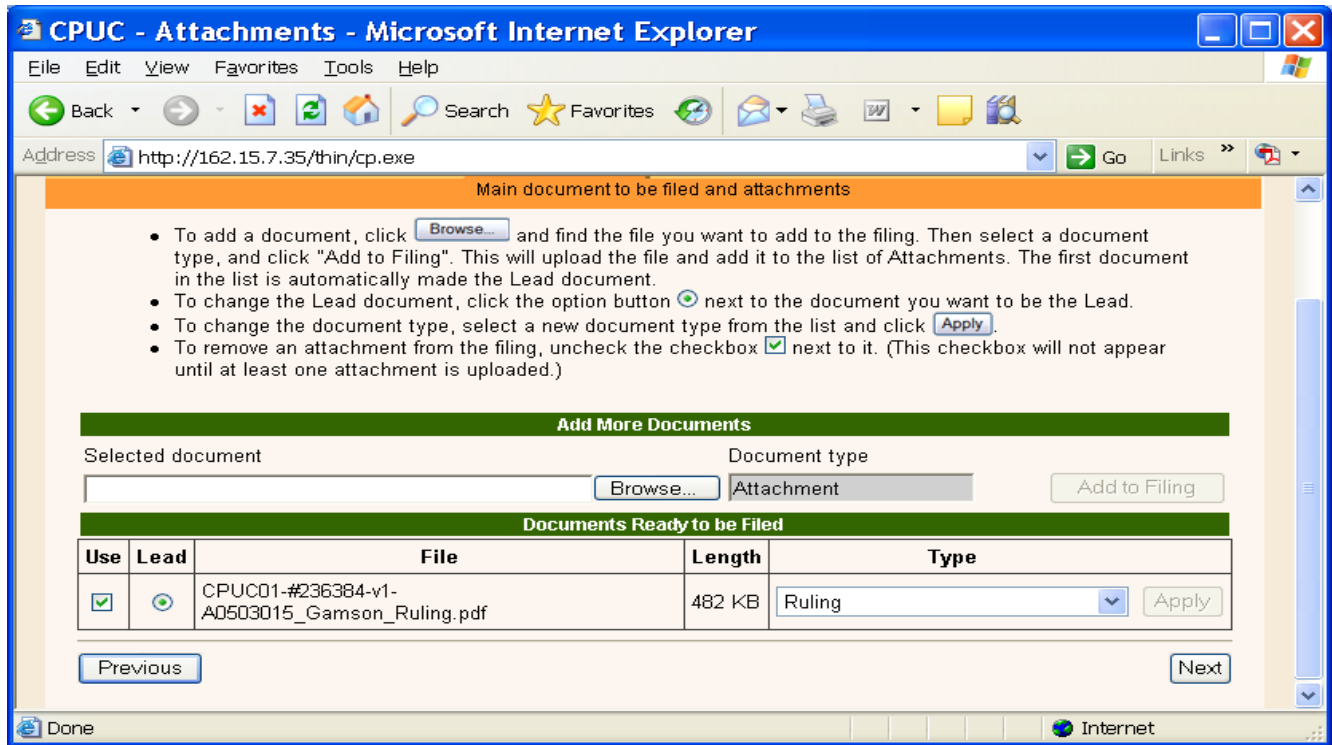 CPUC - Attachments - Microsoft Internet Explorer
File Edit View Favorites Tools Help
Back Search Favorites W
Address http://162.15.7.35/thin/cp.exe Go Links »
Main document to be filed and attachments
• To add a document, click Browse... and find the file you want to add to the filing. Then select a document
type, and click "Add to Filing". This will upload the file and add it to the list of Attachments. The first document
in the list is automatically made the Lead document.
• To change the Lead document, click the option button next to the document you want to be the Lead.
• To change the document type, select a new document type from the list and click Apply.
• To remove an attachment from the filing, uncheck the checkbox next to it. (This checkbox will not appear
until at least one attachment is uploaded.)
Add More Documents
Selected document Document type
Browse... Attachment Add to Filing
Documents Ready to be Filed
Use Lead File Length Type
CPUC01-#236384-v1-
A0503015_Gamson_Ruling.pdf 482 KB Ruling Apply
Previous Next
Done Internet